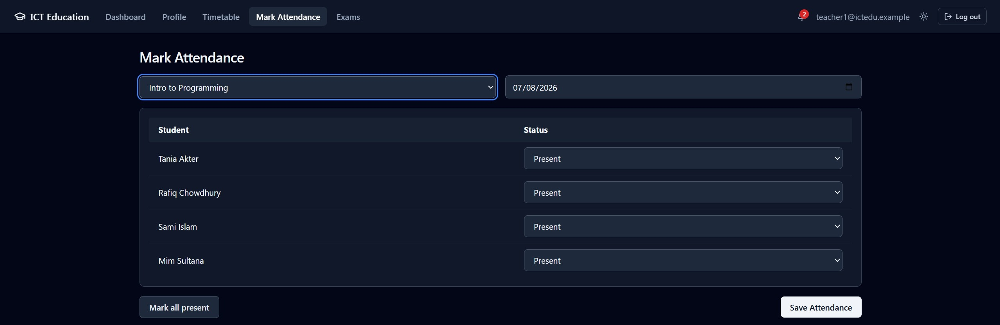 ICT Education Dashboard Profile Timetable Mark Attendance Exams 2 teacher1@ictedu.example Log out
Mark Attendance
Intro to Programming 07/08/2026
Student Status
Tania Akter Present
Rafiq Chowdhury Present
Sami Islam Present
Mim Sultana Present
Mark all present Save Attendance